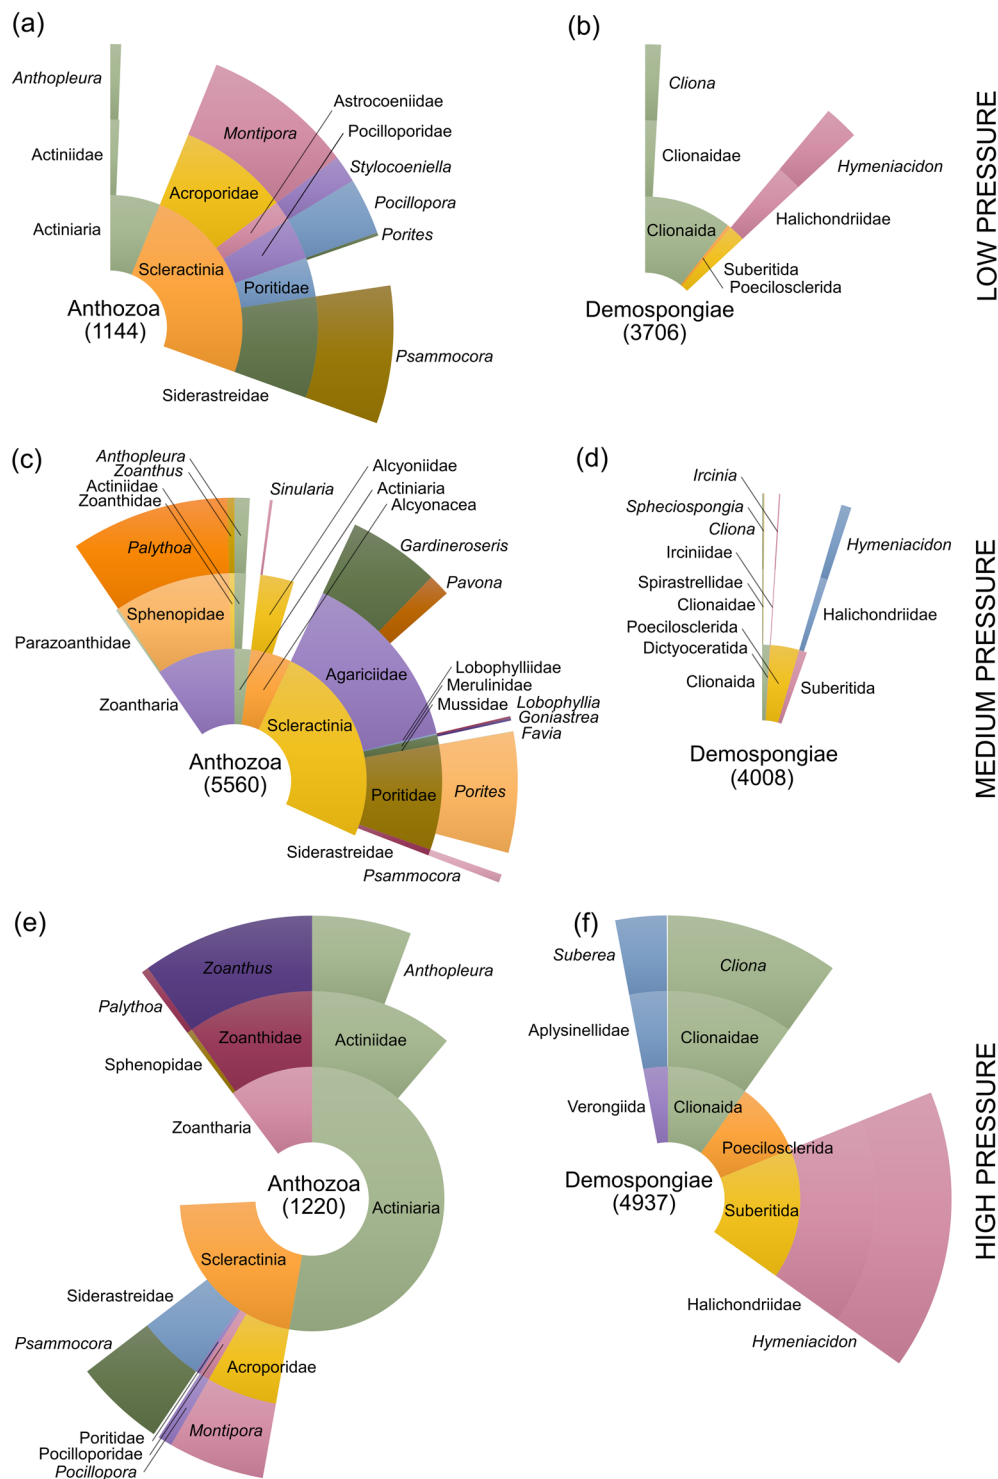 (a)
Anthopleura
Actiniidae
Actiniaria
Montipora
Astrocoeniidae
Pocilloporidae
Stylocoeniella
Acroporidae
Pocillopora
Porites
Scleractinia
Poritidae
Anthozoa
(1144)
Psammocora
Siderastreidae
(b)
Cliona
Clionaidae
Hymeniacidon
Halichondriidae
Clionaida
Suberitida
Poecilosclerida
Demospongiae
(3706)
LOW PRESSURE
(c)
Anthopleura
Zoanthus
Actiniidae
Zoanthidae
Palythoa
Sphenopidae
Parazoanthidae
Zoantharia
Sinularia
Alcyoniidae
Actiniaria
Alcyonacea
Gardineroseris
Pavona
Agariciidae
Lobophylliidae
Merulinidae
Mussidae
Lobophyllia
Goniastrea
Favia
Scleractinia
Anthozoa
(5560)
Poritidae
Porites
Siderastreidae
Psammocora
(d)
Ircinia
Spheciospongia
Cliona
Irciniidae
Spirastrellidae
Clionaidae
Poecilosclerida
Dictyoceratida
Clionaida
Hymeniacidon
Halichondriidae
Suberitida
Demospongiae
(4008)
MEDIUM PRESSURE
(e)
Zoanthus
Anthopleura
Palythoa
Zoanthidae
Actiniidae
Sphenopidae
Zoantharia
Anthozoa
(1220)
Actiniaria
Scleractinia
Siderastreidae
Psammocora
Acroporidae
Montipora
Poritidae
Pocilloporidae
Pocillopora
(f)
Suberea
Cliona
Aplysinellidae
Clionaidae
Verongiida
Clionaida
Poecilosclerida
Demospongiae
(4937)
Suberitida
Halichondriidae
Hymeniacidon
HIGH PRESSURE